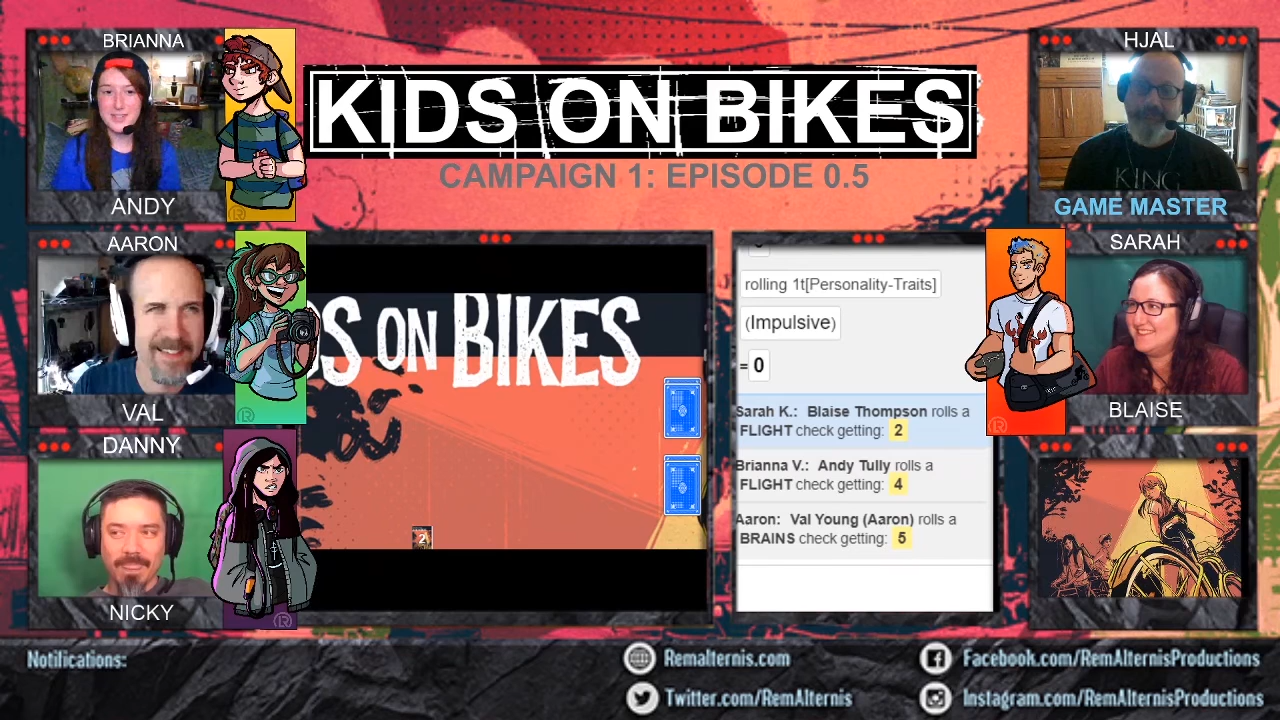 BRIANNA
ANDY
KIDS ON BIKES
CAMPAIGN 1: EPISODE 0.5
HJAL
KING
GAME MASTER
AARON
VAL
DANNY
NICKY
S ON BIKES
2
rolling 1t[Personality-Traits]
(Impulsive)
= 0
Sarah K.: Blaise Thompson rolls a
FLIGHT check getting: 2
Brianna V.: Andy Tully rolls a
FLIGHT check getting: 4
Aaron: Val Young (Aaron) rolls a
BRAINS check getting: 5
SARAH
BLAISE
Notifications:
Remalternis.com
Twitter.com/RemAlternis
Facebook.com/RemAlternisProductions
Instagram.com/RemAlternisProductions